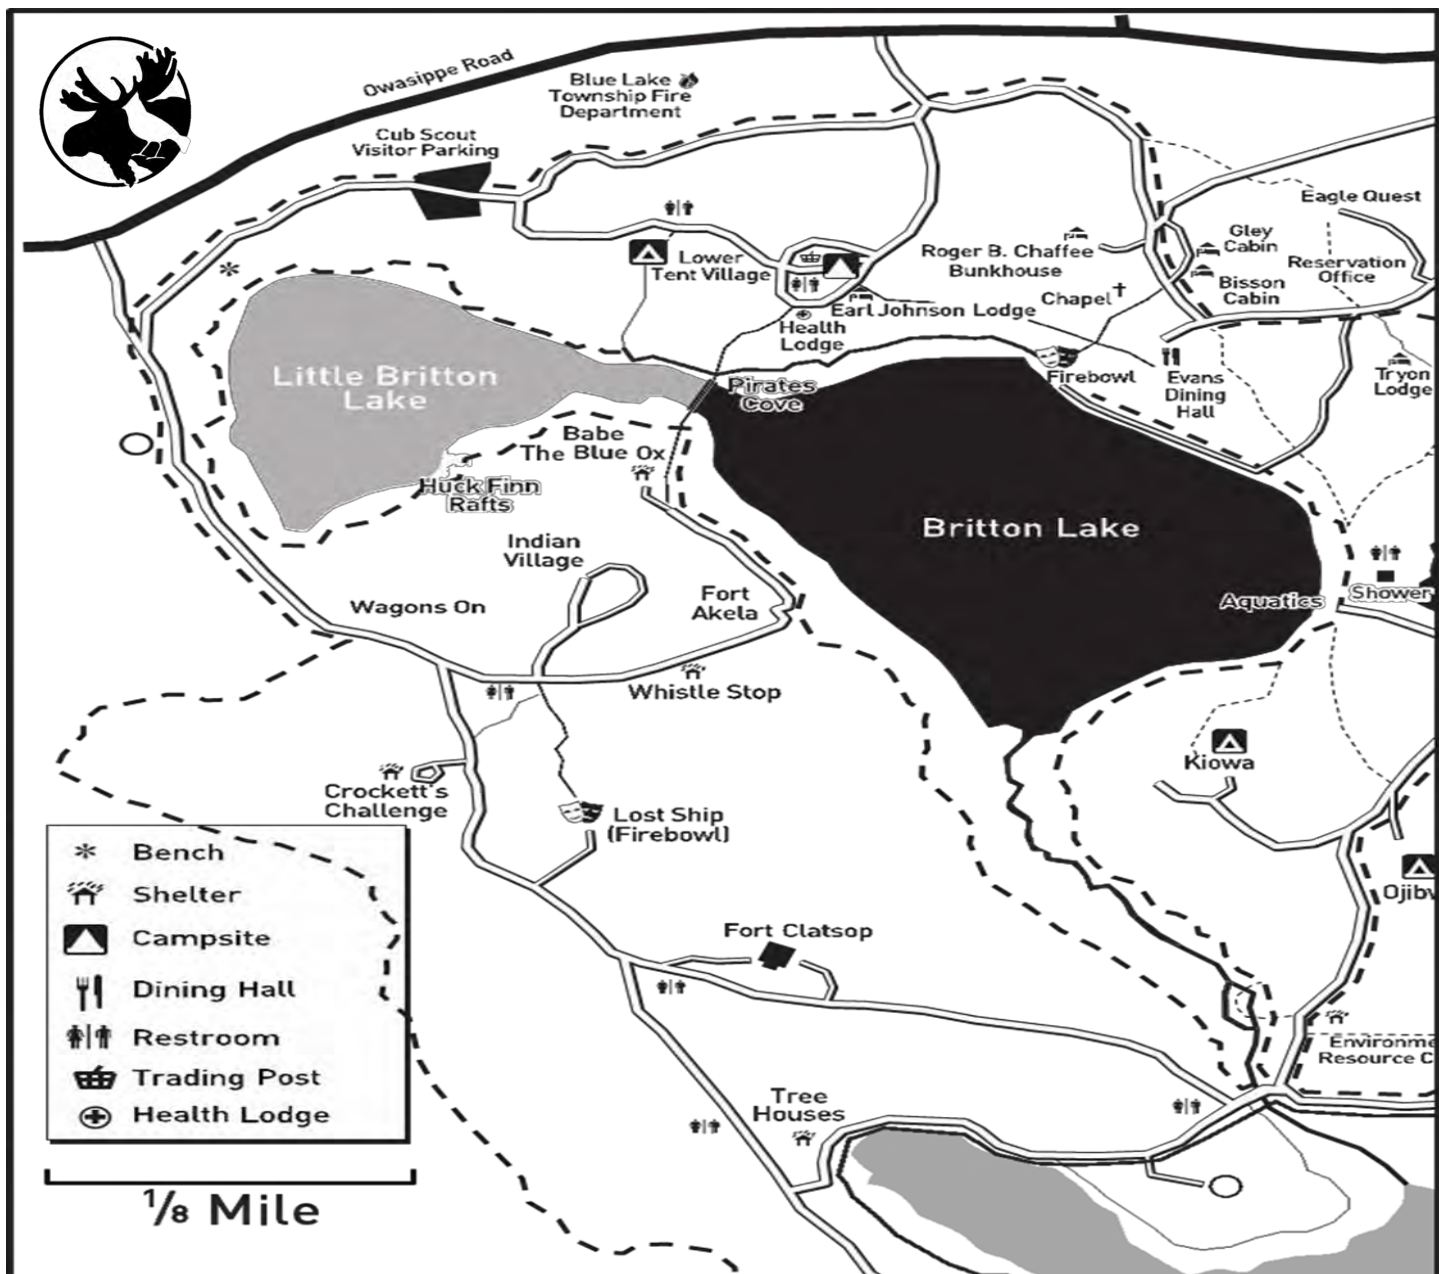 Owasippe Road
Blue Lake
Township Fire
Department
Cub Scout
Visitor Parking
Eagle Quest
Gley
Cabin
Roger B. Chaffee
Bunkhouse
Lower
Tent Village
Reservation
Office
Bisson
Cabin
Chapel
Earl Johnson Lodge
Health
Lodge
Little Britton
Lake
Pirates
Cove
Firebowl
Evans
Dining
Hall
Tryon
Lodge
Babe
The Blue Ox
Huck Finn
Rafts
Britton Lake
Indian
Village
Fort
Akela
Aquatics
Shower
Wagons On
Whistle Stop
Kiowa
Crockett's
Challenge
Lost Ship
(Firebowl)
Bench
Shelter
Campsite
Dining Hall
Restroom
Trading Post
Health Lodge
Fort Clatsop
Tree
Houses
Resource C
1/8 Mile